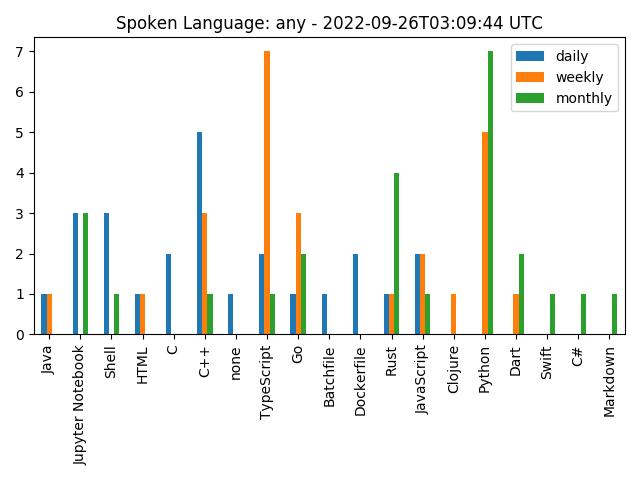 Spoken Language: any - 2022-09-26T03:09:44 UTC
daily
weekly
monthly
7
6
5
4
3
2
1
0
Java
Jupyter Notebook
Shell
HTML
C
C++
none
TypeScript
Go
Batchfile
Dockerfile
Rust
JavaScript
Clojure
Python
Dart
Swift
C#
Markdown